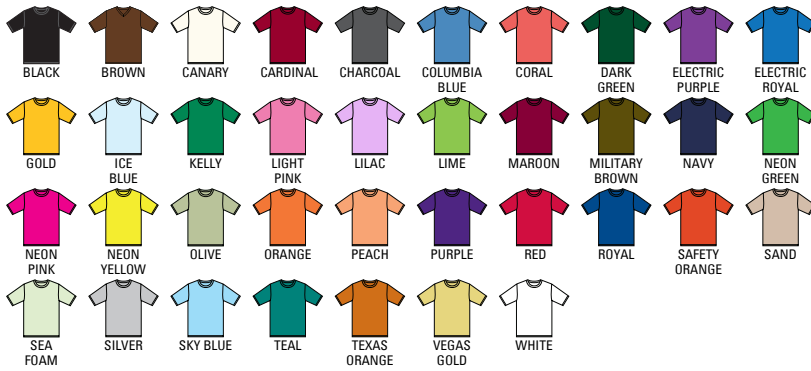 BLACK
BROWN
CANARY
CARDINAL
CHARCOAL
COLUMBIA
BLUE
CORAL
DARK
GREEN
ELECTRIC
PURPLE
ELECTRIC
ROYAL
GOLD
ICE
BLUE
KELLY
LIGHT
PINK
LILAC
LIME
MAROON
MILITARY
BROWN
NAVY
NEON
GREEN
NEON
PINK
NEON
YELLOW
OLIVE
ORANGE
PEACH
PURPLE
RED
ROYAL
SAFETY
ORANGE
SAND
SEA
FOAM
SILVER
SKY BLUE
TEAL
TEXAS
ORANGE
VEGAS
GOLD
WHITE